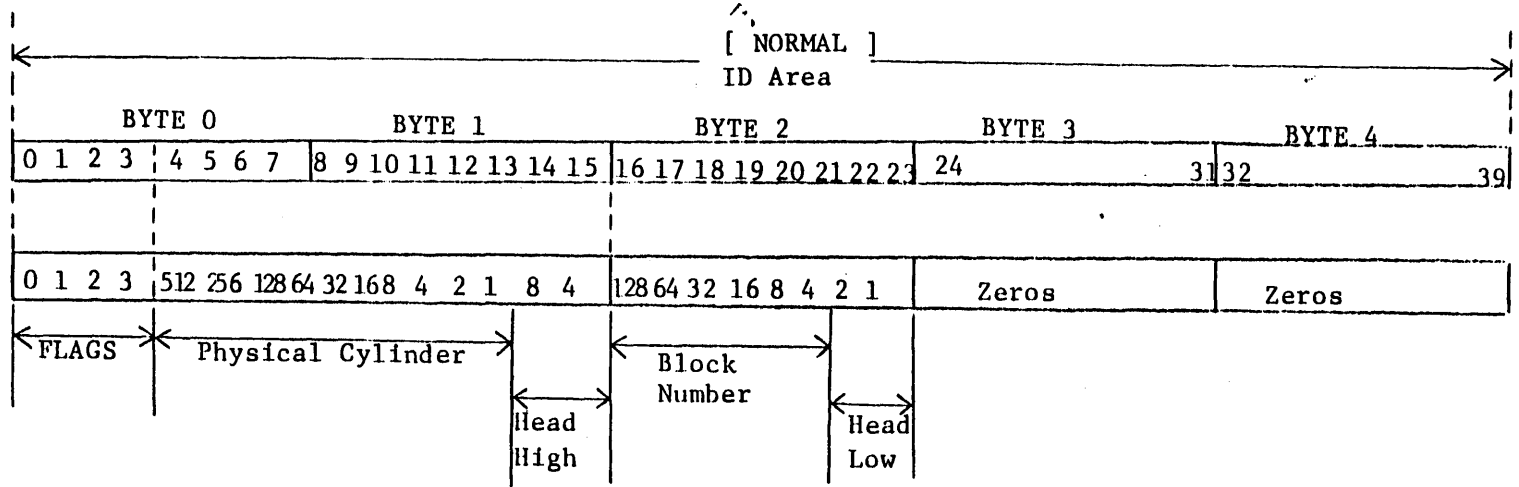 [ NORMAL ]
ID Area
BYTE 0 BYTE 1 BYTE 2 BYTE 3 BYTE 4
0 1 2 3 4 5 6 7 8 9 10 11 12 13 14 15 16 17 18 19 20 21 22 23 24 31 32 39
0 1 2 3 512 256 128 64 32 16 8 4 2 1 8 4 128 64 32 16 8 4 2 1 Zeros Zeros
FLAGS Physical Cylinder Block
Number
Head Head
High Low